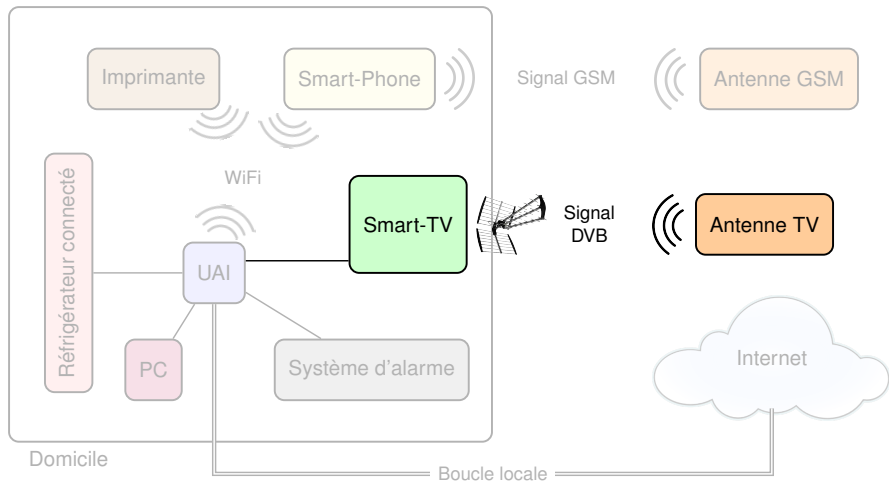 Imprimante
Smart-Phone
Signal GSM
Antenne GSM
WiFi
Réfrigérateur connecté
Smart-TV
Signal
DVB
Antenne TV
UAI
PC
Système d'alarme
Internet
Domicile
Boucle locale